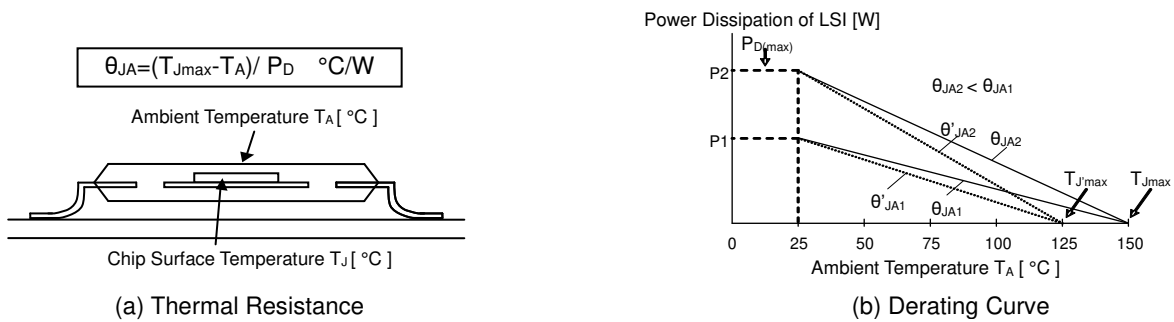 θJA=(TJmax-TA)/ PD °C/W
Ambient Temperature TA [ °C ]
Chip Surface Temperature TJ [ °C ]
(a) Thermal Resistance
Power Dissipation of LSI [W]
PD(max)
P2
θJA2 < θJA1
θ'JA2
θJA2
P1
TJ'max
TJmax
θ'JA1
θJA1
0 25 50 75 100 125 150
Ambient Temperature TA [ °C ]
(b) Derating Curve